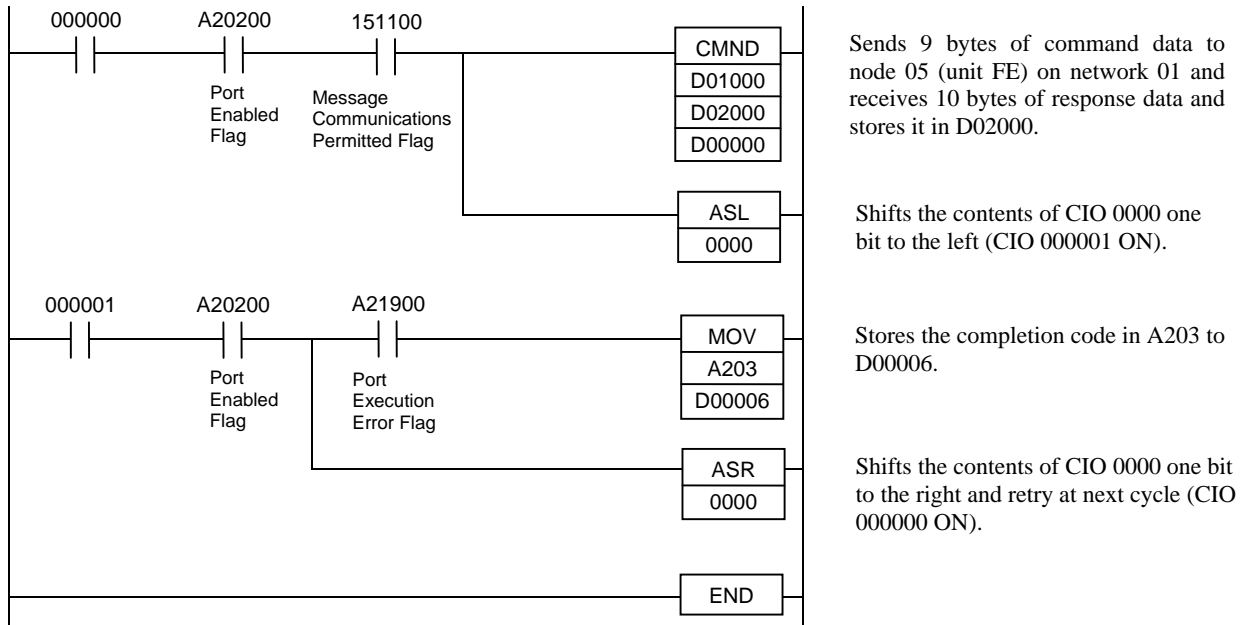 000000 A20200 151100
CMND
D01000
D02000
D00000
Port
Enabled
Flag
Message
Communications
Permitted Flag
Sends 9 bytes of command data to
node 05 (unit FE) on network 01 and
receives 10 bytes of response data and
stores it in D02000.
ASL
0000
Shifts the contents of CIO 0000 one
bit to the left (CIO 000001 ON).
000001 A20200 A21900
MOV
A203
D00006
Port
Enabled
Flag
Port
Execution
Error Flag
Stores the completion code in A203 to
D00006.
ASR
0000
Shifts the contents of CIO 0000 one bit
to the right and retry at next cycle (CIO
000000 ON).
END